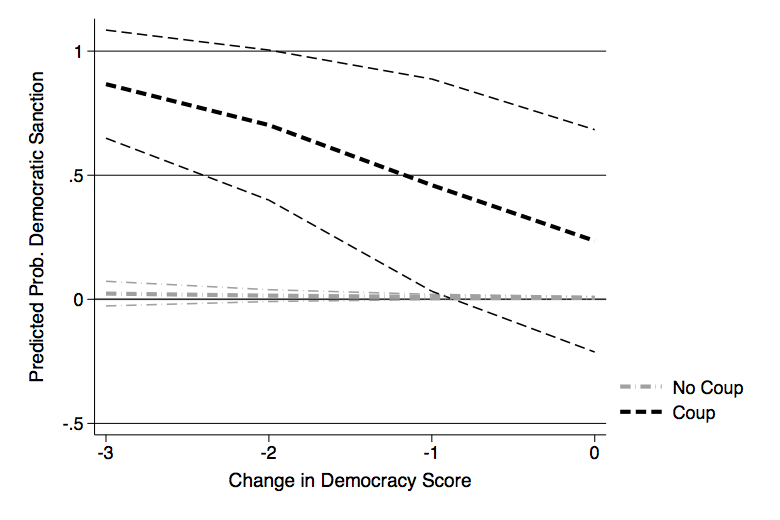 Predicted Prob. Democratic Sanction
1
.5
0
-.5
-3 -2 -1 0
Change in Democracy Score
No Coup
Coup